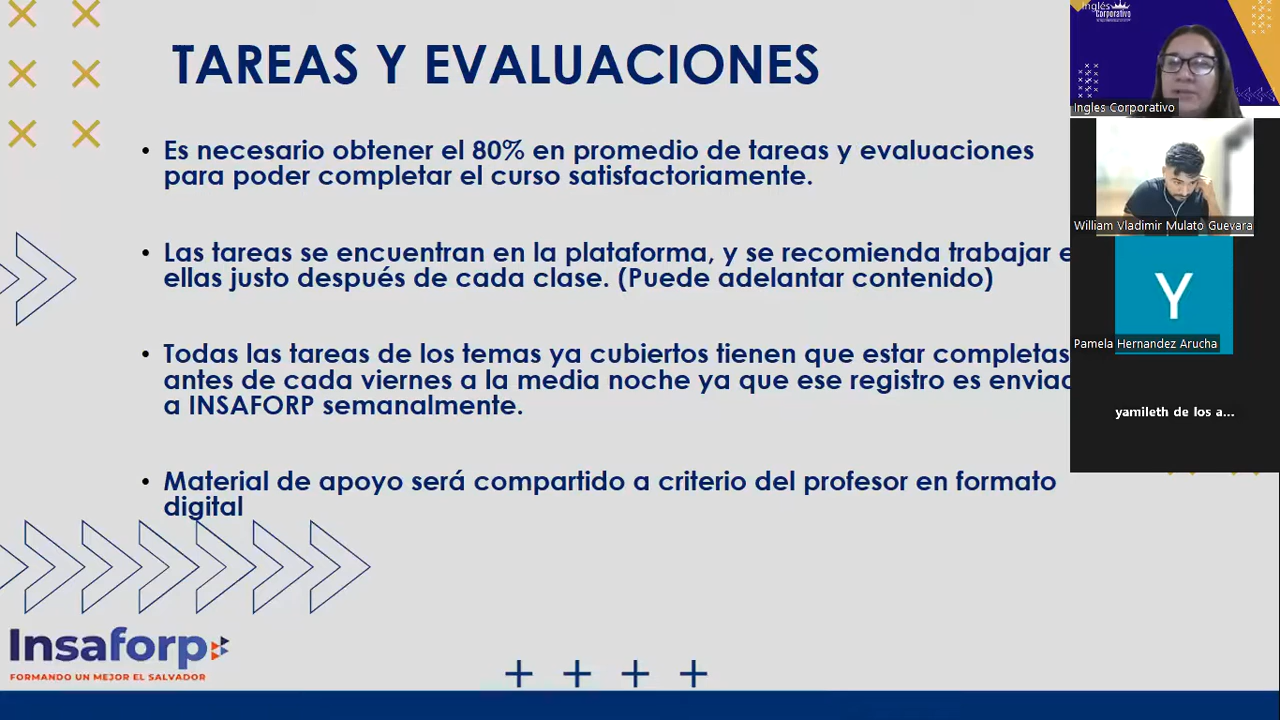 TAREAS Y EVALUACIONES
• Es necesario obtener el 80% en promedio de tareas y evaluaciones
para poder completar el curso satisfactoriamente.
• Las tareas se encuentran en la plataforma, y se recomienda trabajar e
ellas justo después de cada clase. (Puede adelantar contenido)
• Todas las tareas de los temas ya cubiertos tienen que estar completas
antes de cada viernes a la media noche ya que ese registro es enviad
a INSAFORP semanalmente.
• Material de apoyo será compartido a criterio del profesor en formato
digital
Insaforp
FORMANDO UN MEJOR EL SALVADOR
Inglés
Corporativo
Ingles Corporativo
William Vladimir Mulato Guevara
Y
Pamela Hernandez Arucha
yamileth de los a...